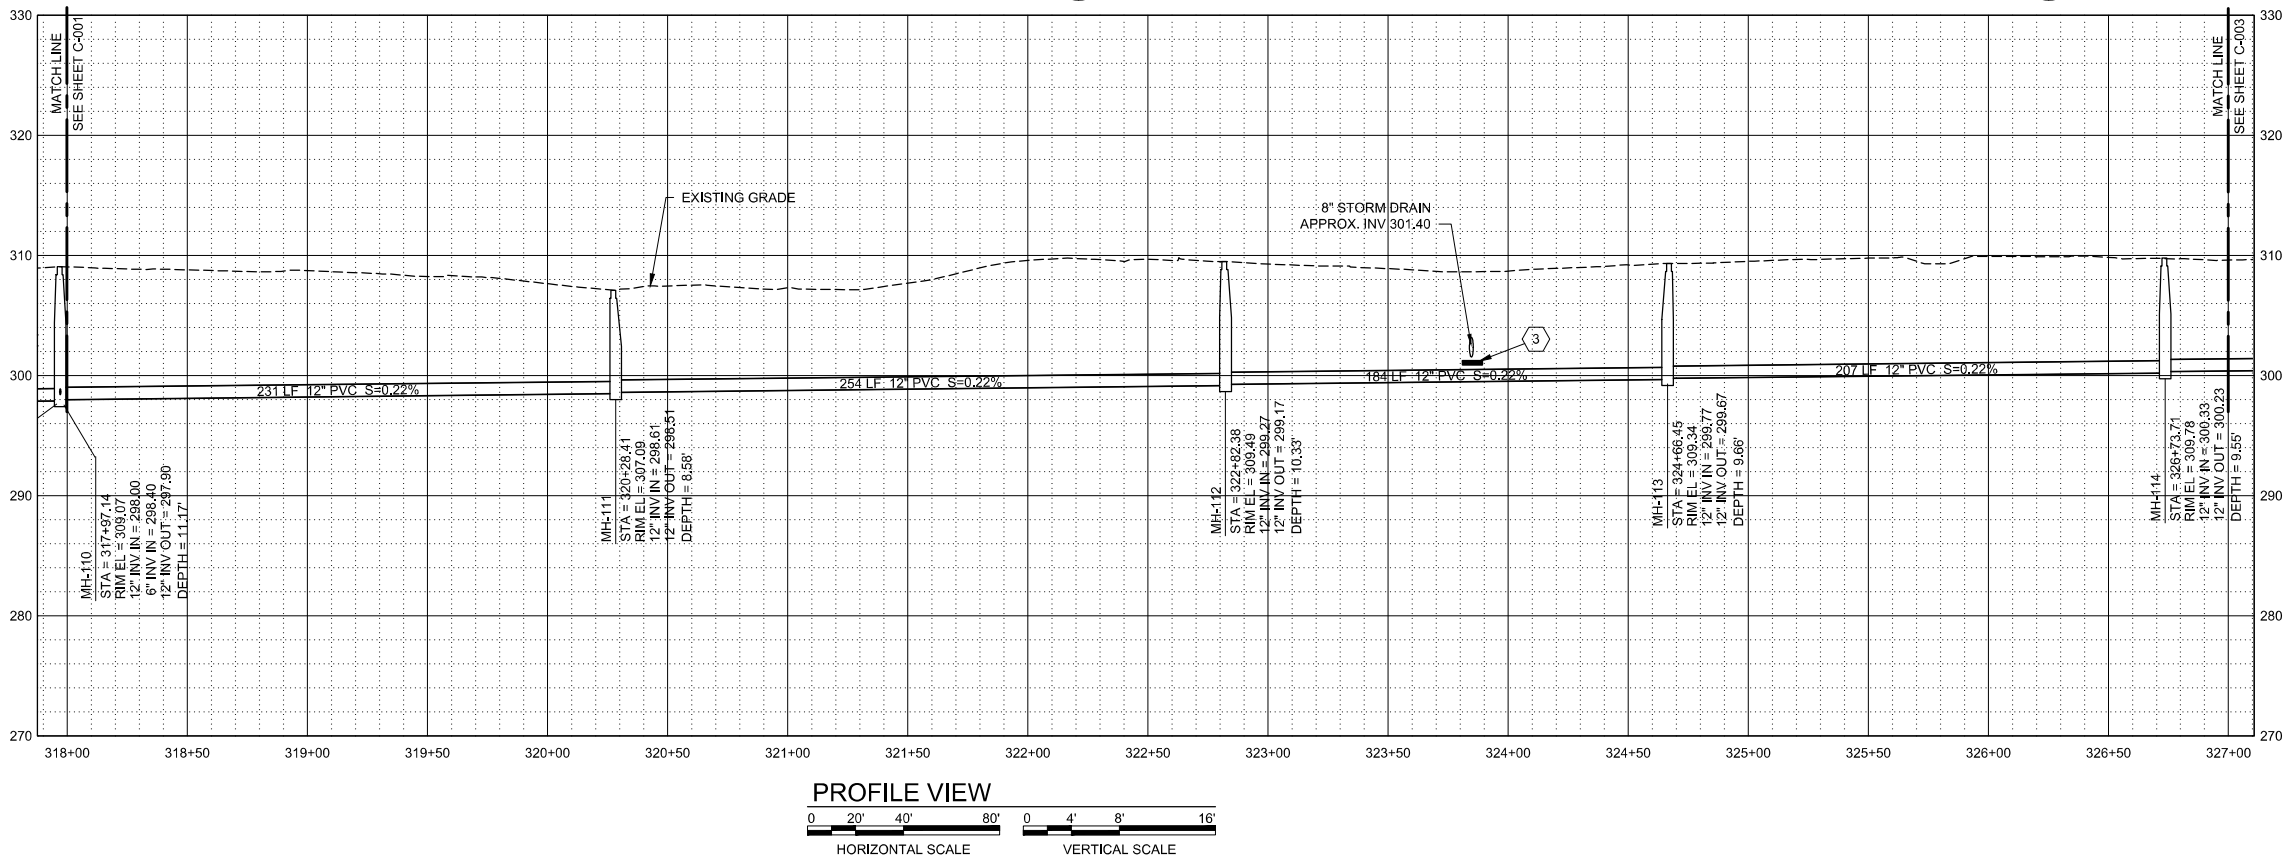 330
330
MATCH LINE
SEE SHEET C-001
MATCH LINE
SEE SHEET C-003
320
320
EXISTING GRADE
8" STORM DRAIN
APPROX. INV 301.40
310
310
3
300
300
231 LF 12" PVC S=0.22%
254 LF 12" PVC S=0.22%
184 LF 12" PVC S=0.22%
207 LF 12" PVC S=0.22%
MH-110
STA = 317+97.14
RIM EL = 309.07
12" INV IN = 298.00
6" INV IN = 298.40
12" INV OUT = 297.90
DEPTH = 11.17'
MH-111
STA = 320+28.41
RIM EL = 307.09
12" INV IN = 298.61
12" INV OUT = 298.51
DEPTH = 8.58'
MH-112
STA = 322+82.38
RIM EL = 309.49
12" INV IN = 299.27
12" INV OUT = 299.17
DEPTH = 10.33'
MH-113
STA = 324+66.45
RIM EL = 309.34
12" INV IN = 299.77
12" INV OUT = 299.67
DEPTH = 9.66'
MH-114
STA = 326+73.71
RIM EL = 309.78
12" INV IN = 300.33
12" INV OUT = 300.23
DEPTH = 9.55'
290
290
280
280
270
270
318+00 318+50 319+00 319+50 320+00 320+50 321+00 321+50 322+00 322+50 323+00 323+50 324+00 324+50 325+00 325+50 326+00 326+50 327+00
PROFILE VIEW
0 20' 40' 80'
0 4' 8' 16'
HORIZONTAL SCALE
VERTICAL SCALE